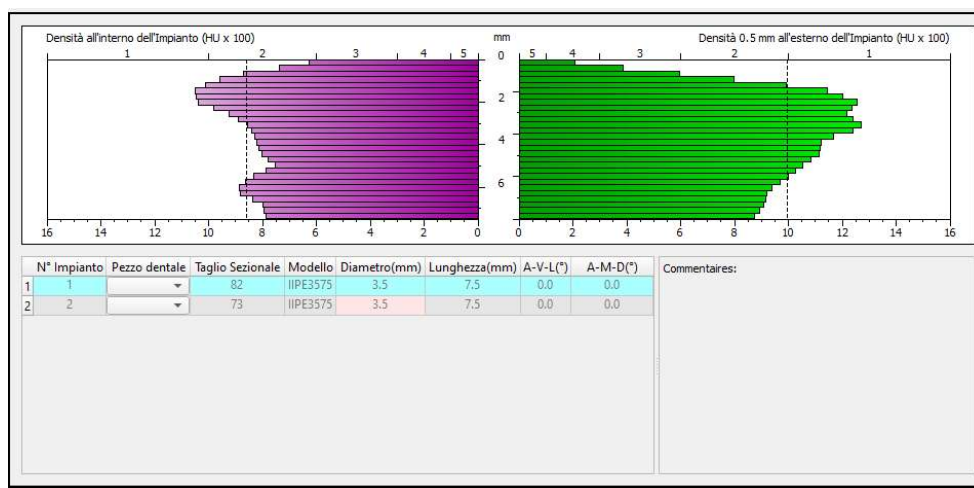 Densità all'interno dell'Impianto (HU x 100)
mm
Densità 0.5 mm all'esterno dell'Impianto (HU x 100)
1 2 3 4 5
0
5 4 3 2 1
2
4
6
16 14 12 10 8 6 4 2 0
0 2 4 6 8 10 12 14 16
N° Impianto Pezzo dentale Taglio Sezionale Modello Diametro(mm) Lunghezza(mm) A-V-L(°) A-M-D(°)
1 1 82 IIPE3575 3.5 7.5 0.0 0.0
2 2 73 IIPE3575 3.5 7.5 0.0 0.0
Commentaires: